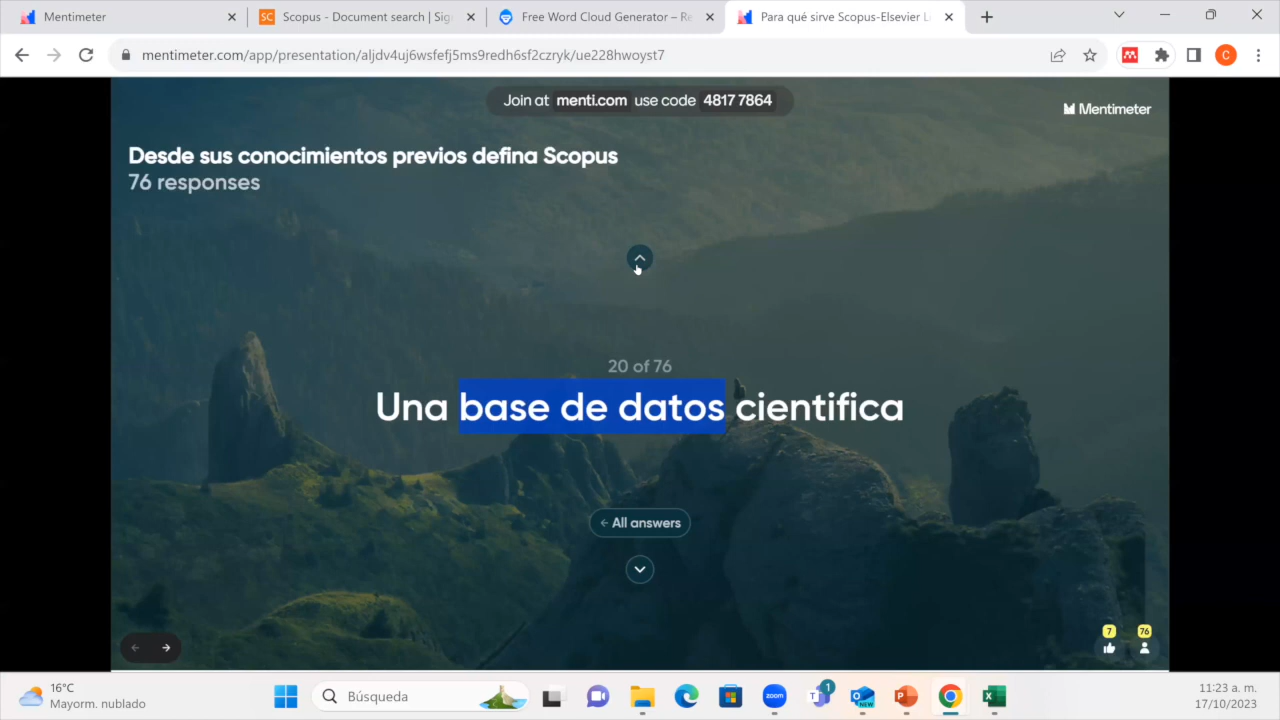 Mentimeter
Scopus - Document search | Sig
Free Word Cloud Generator – Re
Para qué sirve Scopus-Elsevier L
mentimeter.com/app/presentation/aljdv4uj6wsfefj5ms9redh6sf2czryk/ue228hwoyst7
Join at menti.com use code 4817 7864
Mentimeter
Desde sus conocimientos previos defina Scopus
76 responses
20 of 76
Una base de datos cientifica
← All answers
7 76
16°C
Mayorm. nublado
Búsqueda
zoom
1
NEW
11:23 a. m.
17/10/2023